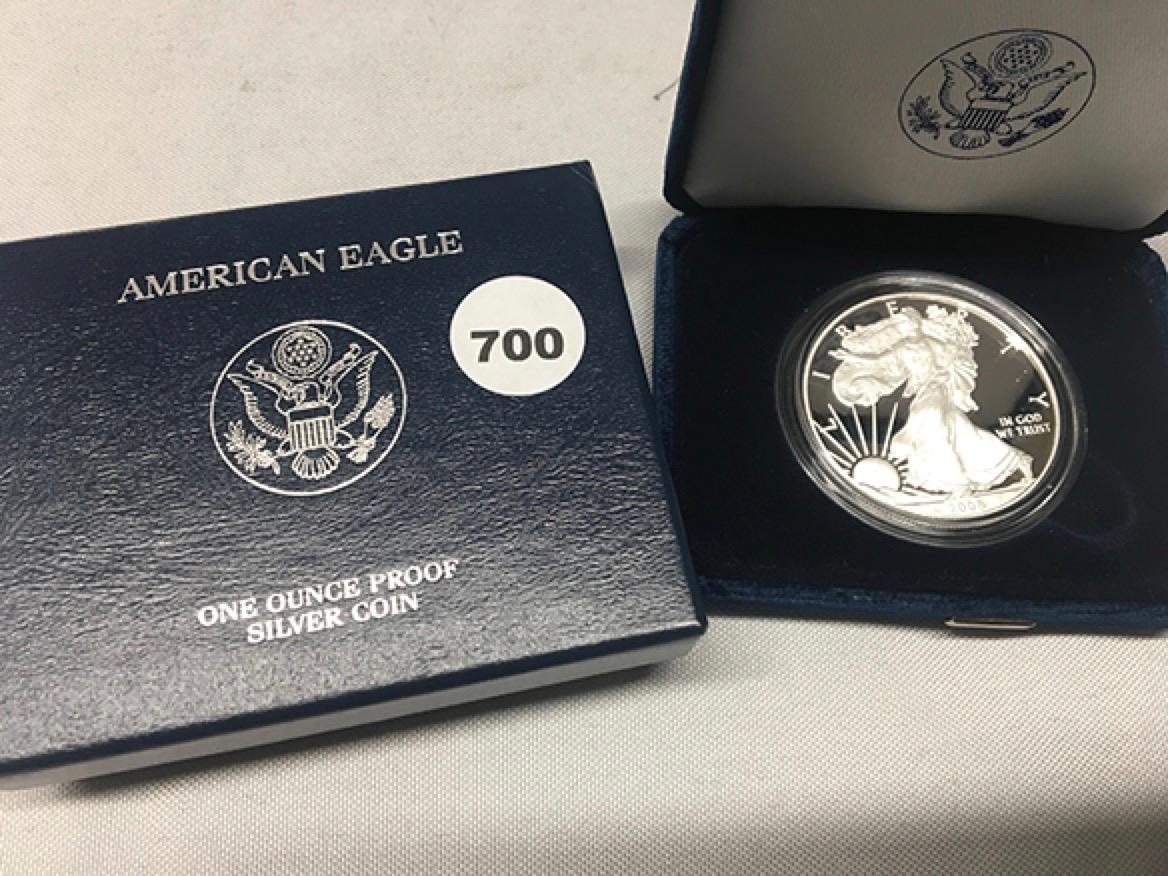 AMERICAN EAGLE
700
ONE OUNCE PROOF
SILVER COIN
LIBERTY
IN GOD
WE TRUST